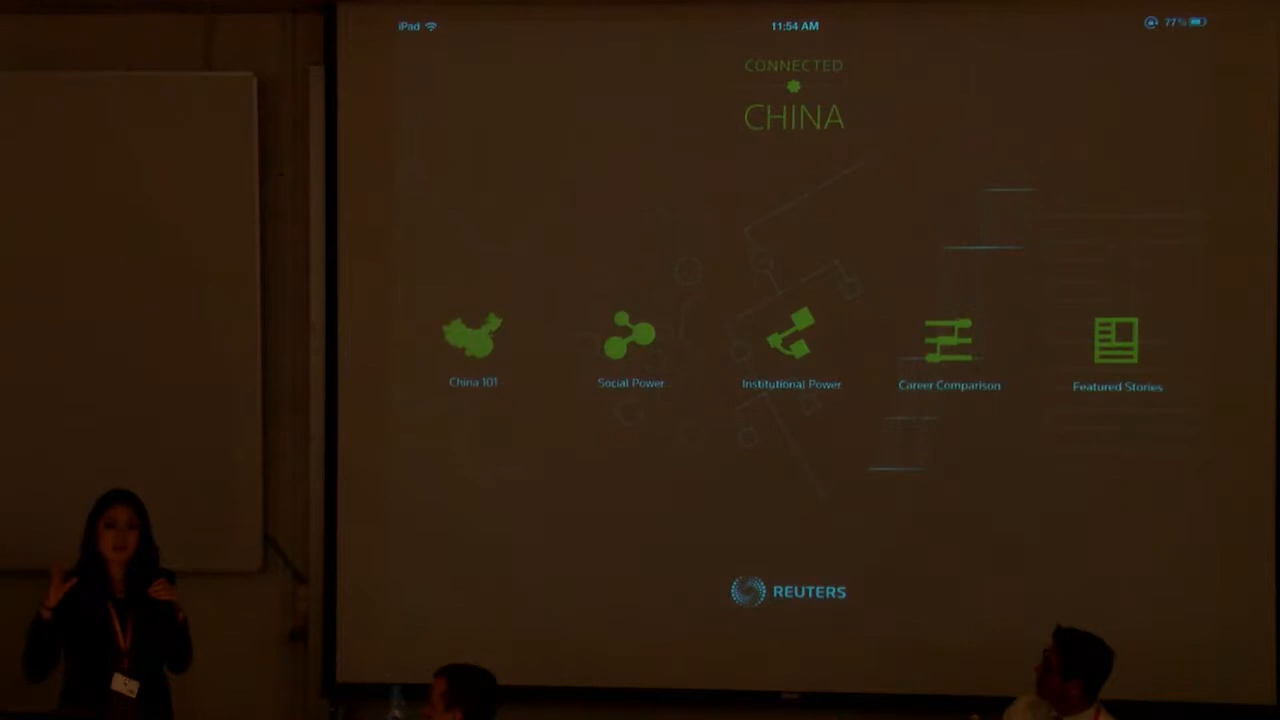 iPad
11:54 AM
77%
CONNECTED
CHINA
China 101
Social Power
Institutional Power
Career Comparison
Featured Stories
REUTERS